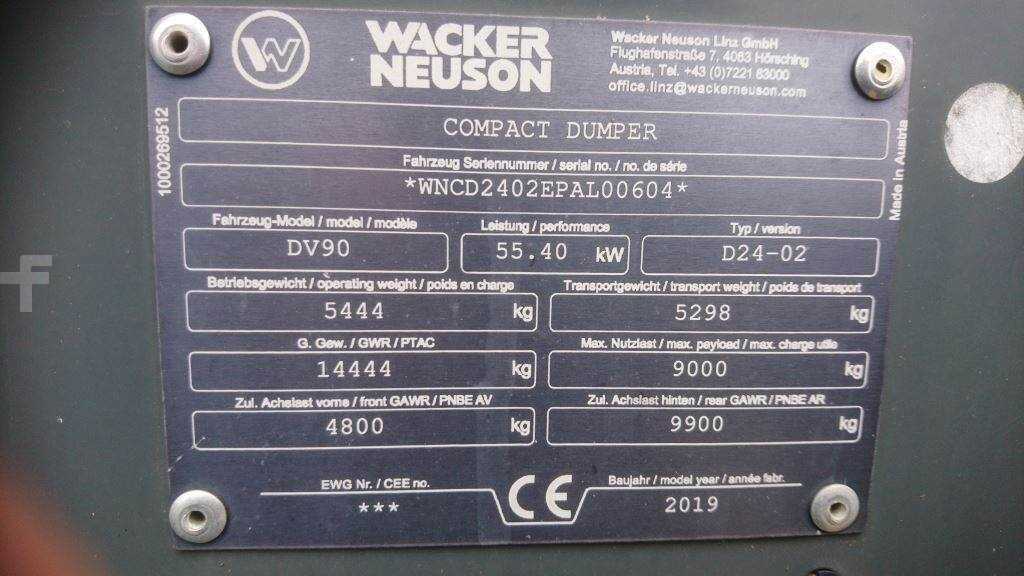 WACKER
NEUSON
Wacker Neuson Linz GmbH
Flughafenstraße 7, 4063 Hörsching
Austria, Tel. +43 (0)7221 63000
office.linz@wackerneuson.com
1000269512
COMPACT DUMPER
Made in Austria
Fahrzeug Seriennummer / serial no. / no. de série
*WNCD2402EPAL00604*
Fahrzeug-Model / model / modèle Leistung / performance Typ / version
DV90 55.40 kW D24-02
Betriebsgewicht / operating weight / poids en charge Transportgewicht / transport weight / poids de transport
5444 kg 5298 kg
G. Gew. / GWR / PTAC Max. Nutzlast / max. payload / max. charge utile
14444 kg 9000 kg
Zul. Achslast vorne / front GAWR / PNBE AV Zul. Achslast hinten / rear GAWR / PNBE AR
4800 kg 9900 kg
EWG Nr. / CEE no. CE Baujahr / model year / année fabr.
*** 2019